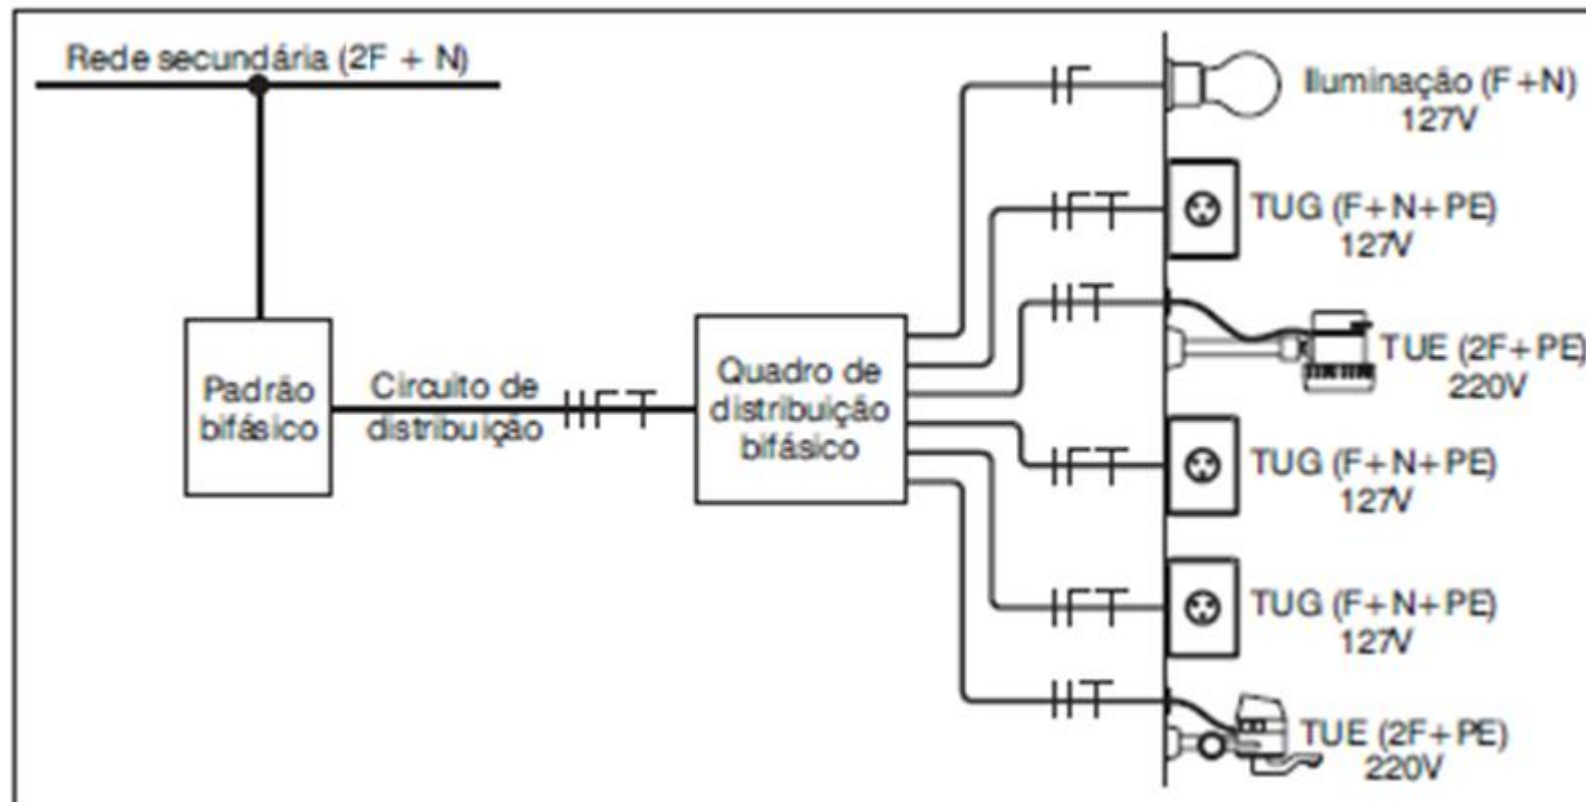 Rede secundária (2F + N)
Padrão
bifásico
Circuito de
distribuição
Quadro de
distribuição
bifásico
Iluminação (F+N)
127V
TUG (F+N+PE)
127V
TUE (2F+PE)
220V
TUG (F+N+PE)
127V
TUG (F+N+PE)
127V
TUE (2F+PE)
220V